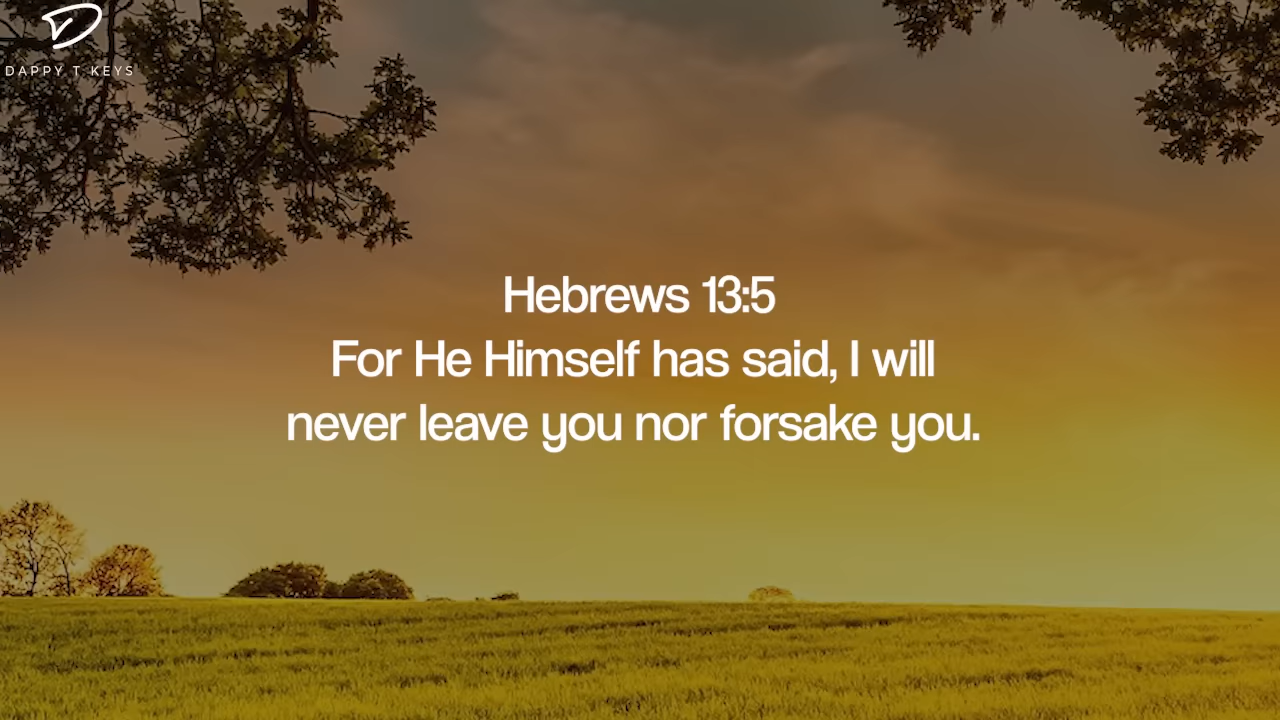 DAPPY T KEYS
Hebrews 13:5
For He Himself has said, I will
never leave you nor forsake you.